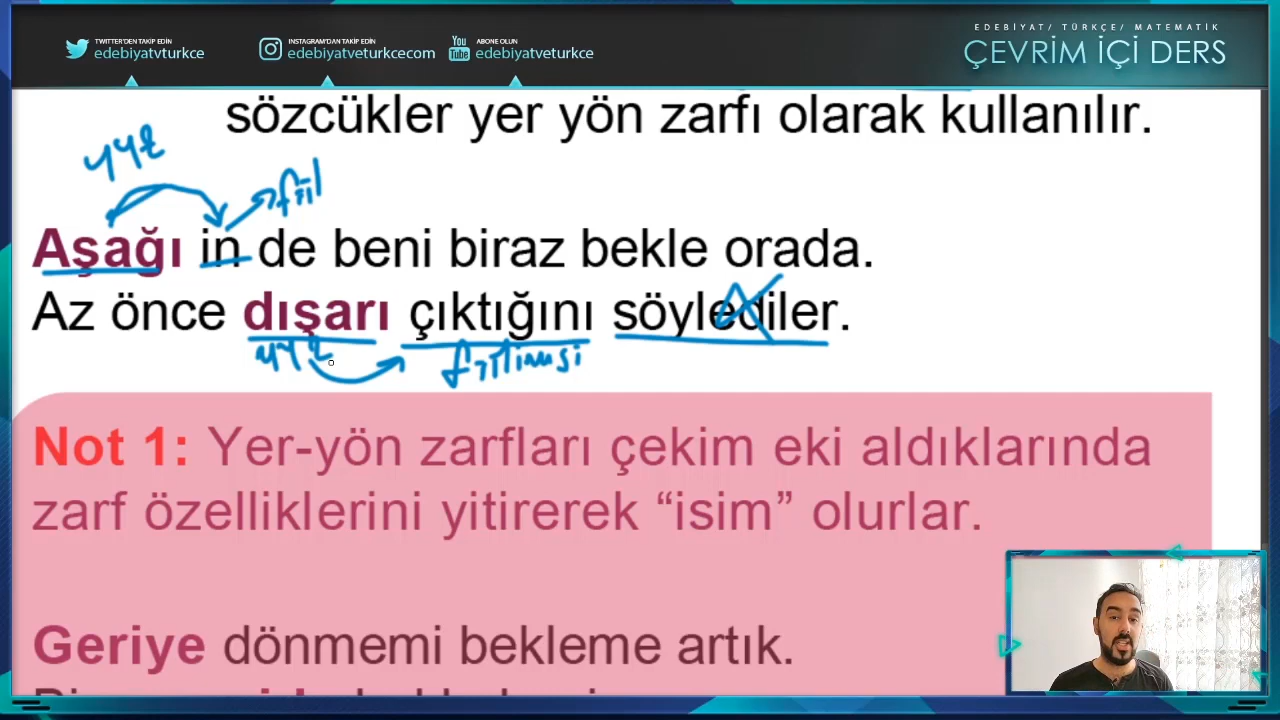 TWITTER'DAN TAKİP EDİN
edebiyatvturkce
INSTAGRAM'DAN TAKİP EDİN
edebiyatveturkcecom
You
Tube
ABONE OLUN
edebiyatveturkce
EDEBİYAT/ TÜRKÇE/ MATEMATİK
ÇEVRİM İÇİ DERS
sözcükler yer yön zarfı olarak kullanılır.
yyz
fiil
Aşağı in de beni biraz bekle orada.
Az önce dışarı çıktığını söylediler.
yyz
fiilimsi
Not 1: Yer-yön zarfları çekim eki aldıklarında
zarf özelliklerini yitirerek “isim” olurlar.
Geriye dönmemi bekleme artık.